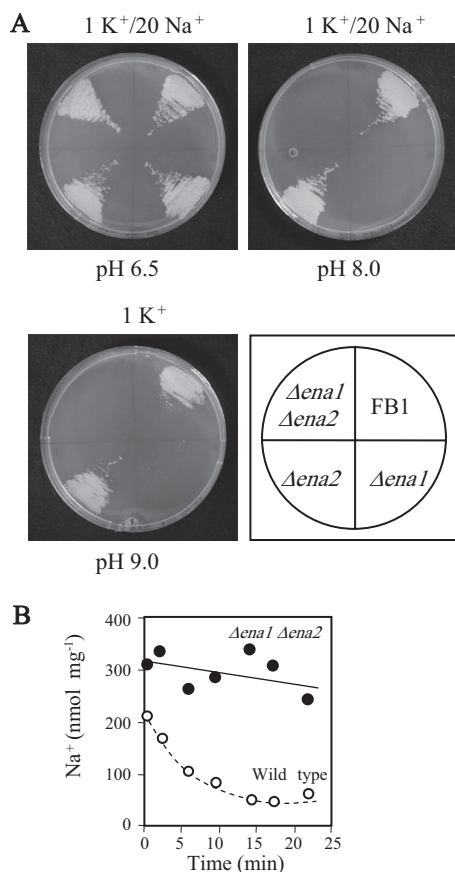 A
1 K⁺/20 Na⁺
1 K⁺/20 Na⁺
pH 6.5
pH 8.0
1 K⁺
pH 9.0
Δena1
Δena2
FB1
Δena2
Δena1
B
Na⁺ (nmol mg⁻¹)
400
300
200
100
0
Δena1 Δena2
Wild type
0 5 10 15 20 25
Time (min)